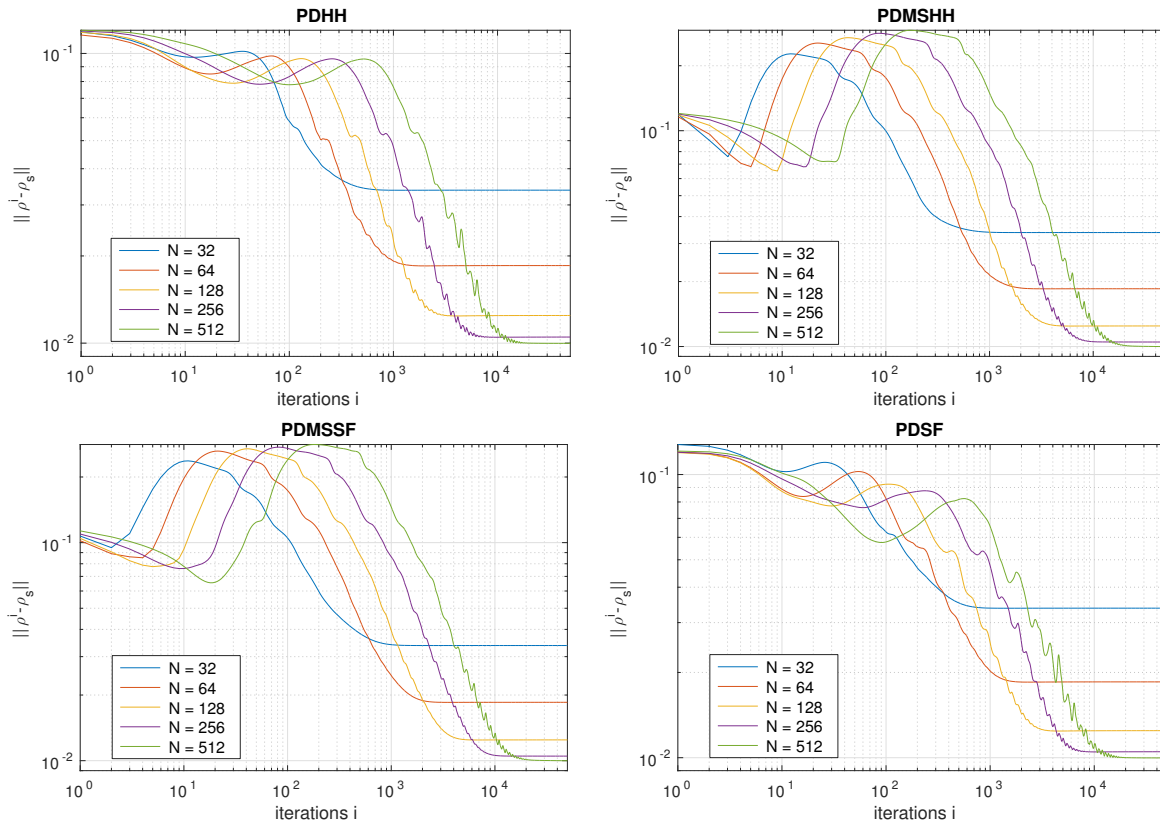 PDHH
10^-1
10^-2
|| ρ^i - ρ_s ||
N = 32
N = 64
N = 128
N = 256
N = 512
10^0 10^1 10^2 10^3 10^4
iterations i
PDMSHH
10^-1
10^-2
|| ρ^i - ρ_s ||
N = 32
N = 64
N = 128
N = 256
N = 512
10^0 10^1 10^2 10^3 10^4
iterations i
PDMSSF
10^-1
10^-2
|| ρ^i - ρ_s ||
N = 32
N = 64
N = 128
N = 256
N = 512
10^0 10^1 10^2 10^3 10^4
iterations i
PDSF
10^-1
10^-2
|| ρ^i - ρ_s ||
N = 32
N = 64
N = 128
N = 256
N = 512
10^0 10^1 10^2 10^3 10^4
iterations i